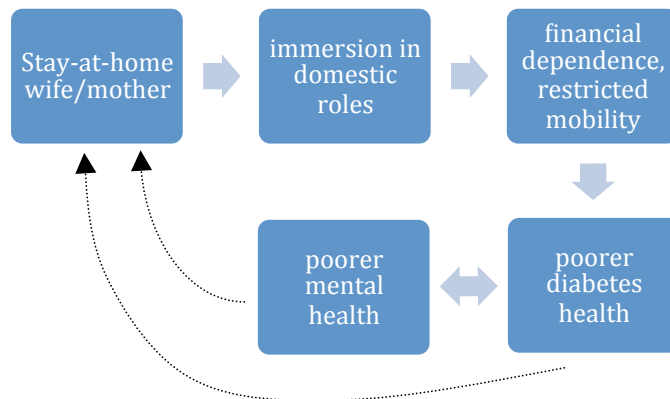 Stay-at-home
wife/mother
immersion in
domestic
roles
financial
dependence,
restricted
mobility
poorer
mental
health
poorer
diabetes
health